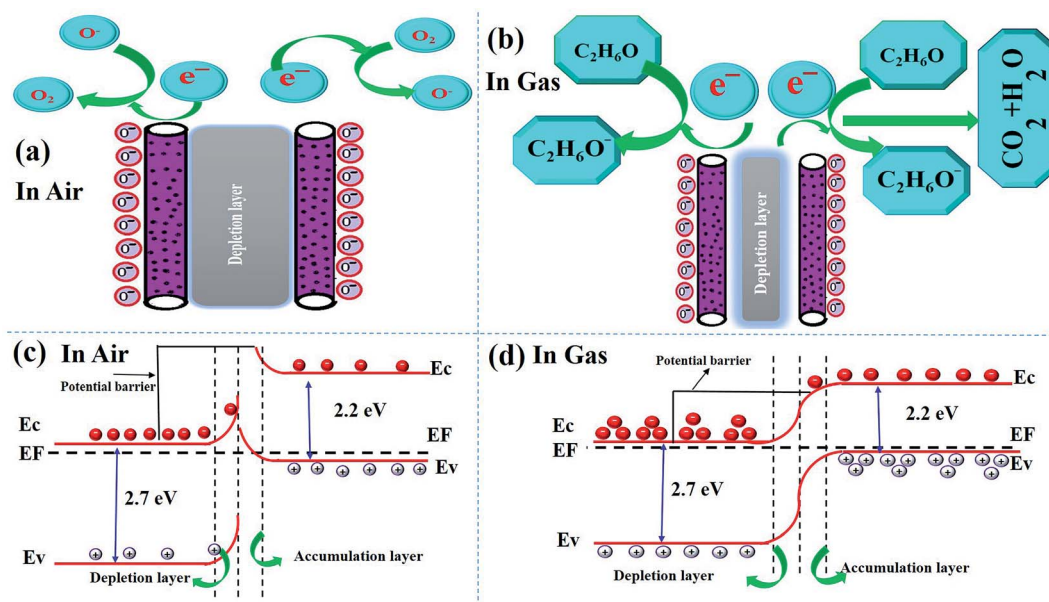 (a)
In Air
O⁻
O₂
e⁻
e⁻
O₂
O⁻
O⁻
O⁻
O⁻
O⁻
O⁻
O⁻
O⁻
O⁻
Depletion layer
O⁻
O⁻
O⁻
O⁻
O⁻
O⁻
O⁻
O⁻
(b)
In Gas
C₂H₆O
C₂H₆O⁻
e⁻
e⁻
C₂H₆O
C₂H₆O⁻
CO₂+H₂O
O⁻
O⁻
O⁻
O⁻
O⁻
O⁻
O⁻
O⁻
Depletion layer
O⁻
O⁻
O⁻
O⁻
O⁻
O⁻
O⁻
O⁻
(c) In Air
Potential barrier
Ec
EF
2.7 eV
Ev
Depletion layer
Ec
2.2 eV
EF
Ev
Accumulation layer
(d) In Gas
Potential barrier
Ec
EF
2.7 eV
Ev
Depletion layer
Ec
2.2 eV
EF
Ev
Accumulation layer